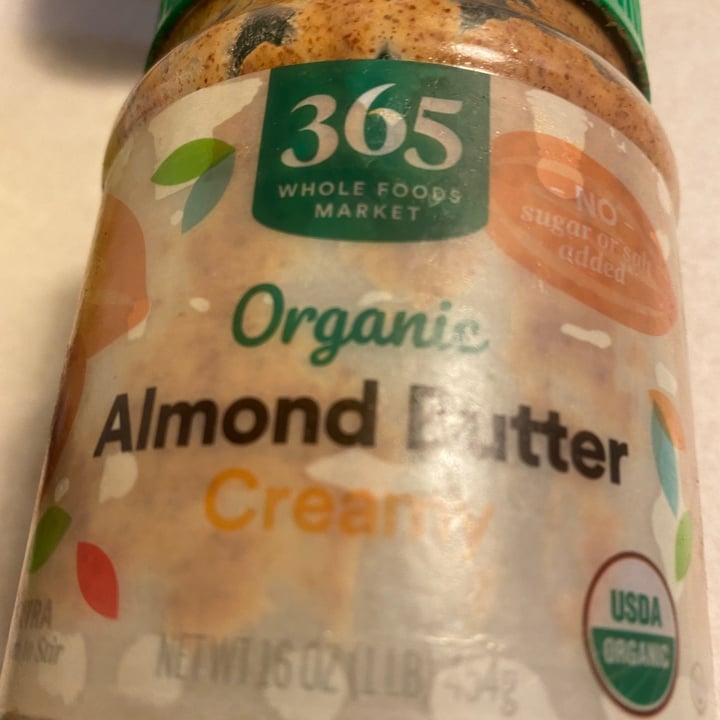 365
WHOLE FOODS
MARKET
NO
sugar or salt
added
Organic
Almond Butter
Creamy
USDA
ORGANIC
NET WT 16 OZ (1 LB) 454g